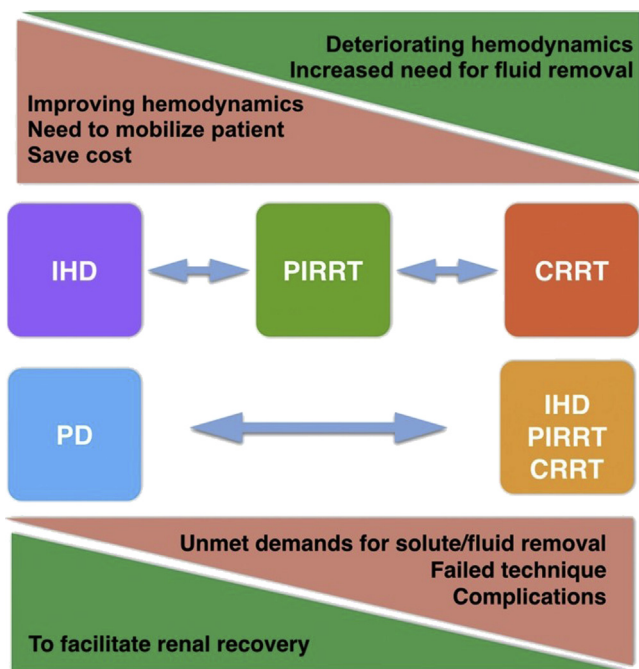 Deteriorating hemodynamics
Increased need for fluid removal
Improving hemodynamics
Need to mobilize patient
Save cost
IHD
PIRRT
CRRT
PD
IHD
PIRRT
CRRT
Unmet demands for solute/fluid removal
Failed technique
Complications
To facilitate renal recovery